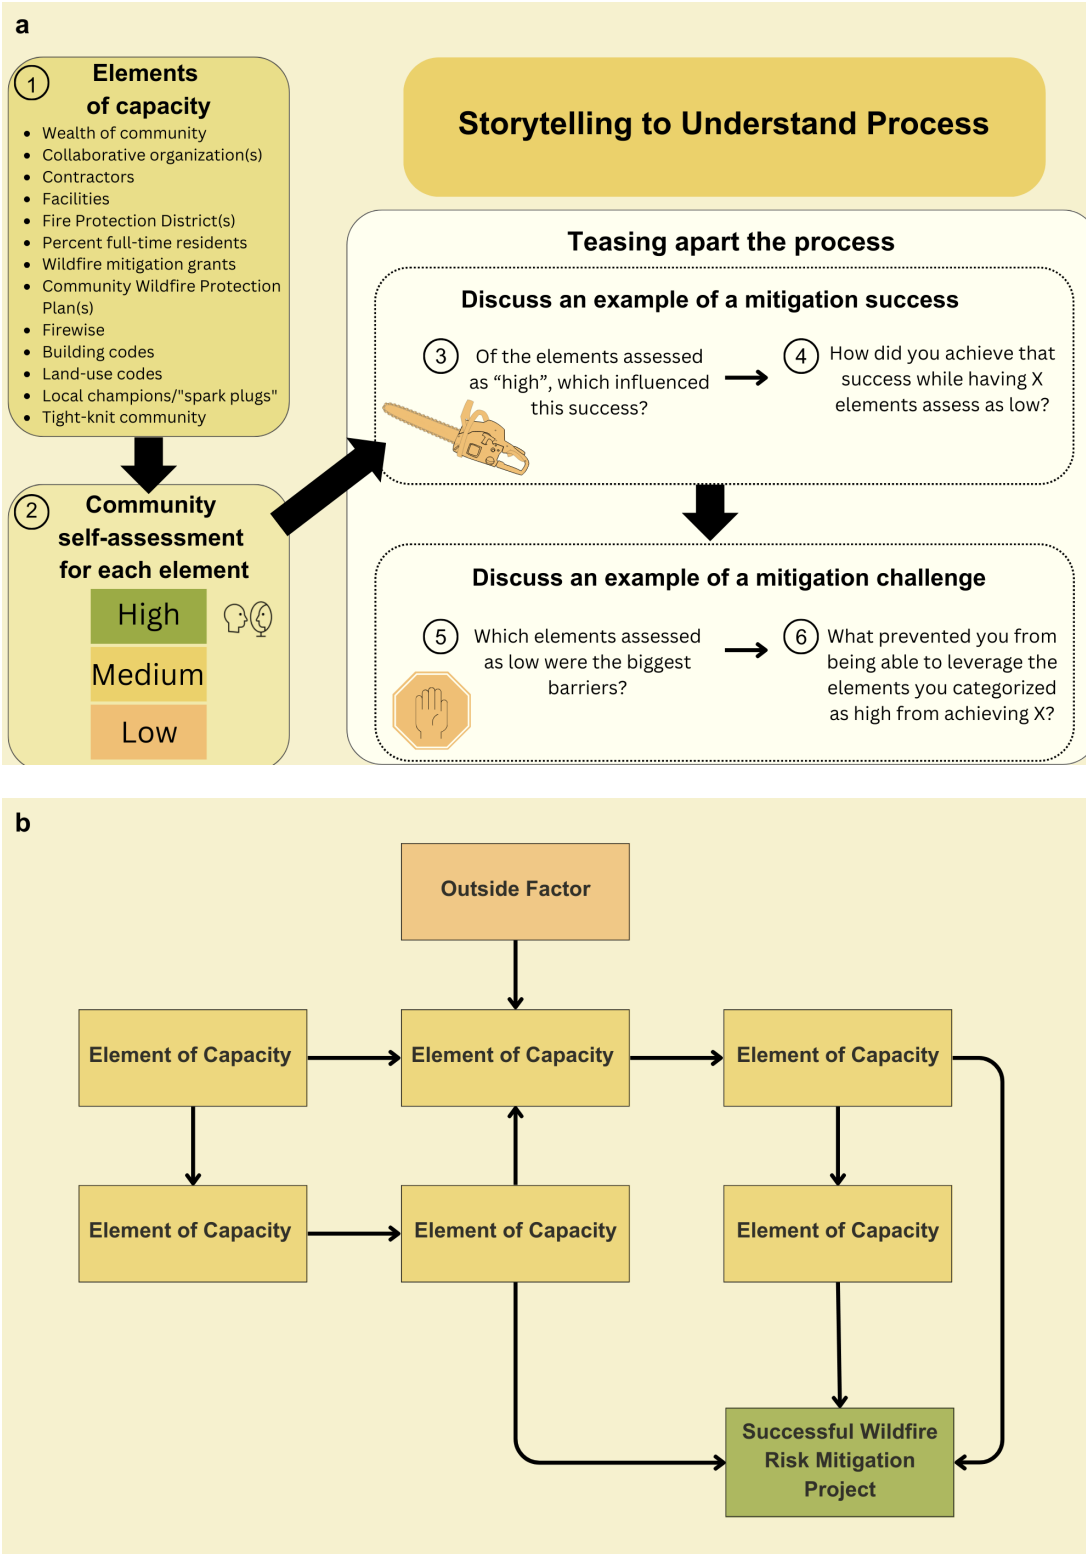 a
1
Elements
of capacity
• Wealth of community
• Collaborative organization(s)
• Contractors
• Facilities
• Fire Protection District(s)
• Percent full-time residents
• Wildfire mitigation grants
• Community Wildfire Protection
Plan(s)
• Firewise
• Building codes
• Land-use codes
• Local champions/"spark plugs"
• Tight-knit community
2
Community
self-assessment
for each element
High
Medium
Low
Storytelling to Understand Process
Teasing apart the process
Discuss an example of a mitigation success
3
Of the elements assessed
as “high”, which influenced
this success?
4
How did you achieve that
success while having X
elements assess as low?
Discuss an example of a mitigation challenge
5
Which elements assessed
as low were the biggest
barriers?
6
What prevented you from
being able to leverage the
elements you categorized
as high from achieving X?
b
Outside Factor
Element of Capacity
Element of Capacity
Element of Capacity
Element of Capacity
Element of Capacity
Element of Capacity
Successful Wildfire
Risk Mitigation
Project